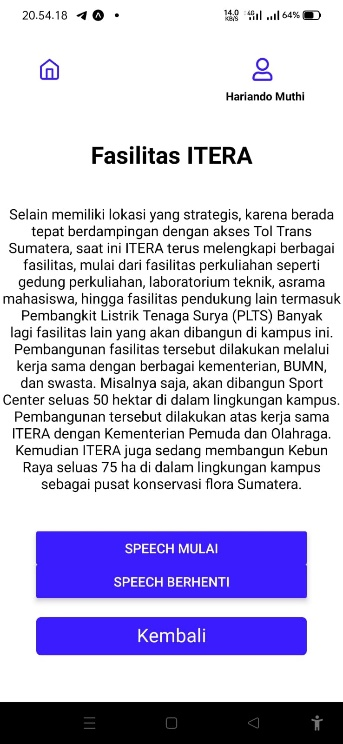 20.54.18
14.0 KB/S 4G 64%
Hariando Muthi
Fasilitas ITERA
Selain memiliki lokasi yang strategis, karena berada
tepat berdampingan dengan akses Tol Trans
Sumatera, saat ini ITERA terus melengkapi berbagai
fasilitas, mulai dari fasilitas perkuliahan seperti
gedung perkuliahan, laboratorium teknik, asrama
mahasiswa, hingga fasilitas pendukung lain termasuk
Pembangkit Listrik Tenaga Surya (PLTS) Banyak
lagi fasilitas lain yang akan dibangun di kampus ini.
Pembangunan fasilitas tersebut dilakukan melalui
kerja sama dengan berbagai kementerian, BUMN,
dan swasta. Misalnya saja, akan dibangun Sport
Center seluas 50 hektar di dalam lingkungan kampus.
Pembangunan tersebut dilakukan atas kerja sama
ITERA dengan Kementerian Pemuda dan Olahraga.
Kemudian ITERA juga sedang membangun Kebun
Raya seluas 75 ha di dalam lingkungan kampus
sebagai pusat konservasi flora Sumatera.
SPEECH MULAI
SPEECH BERHENTI
Kembali